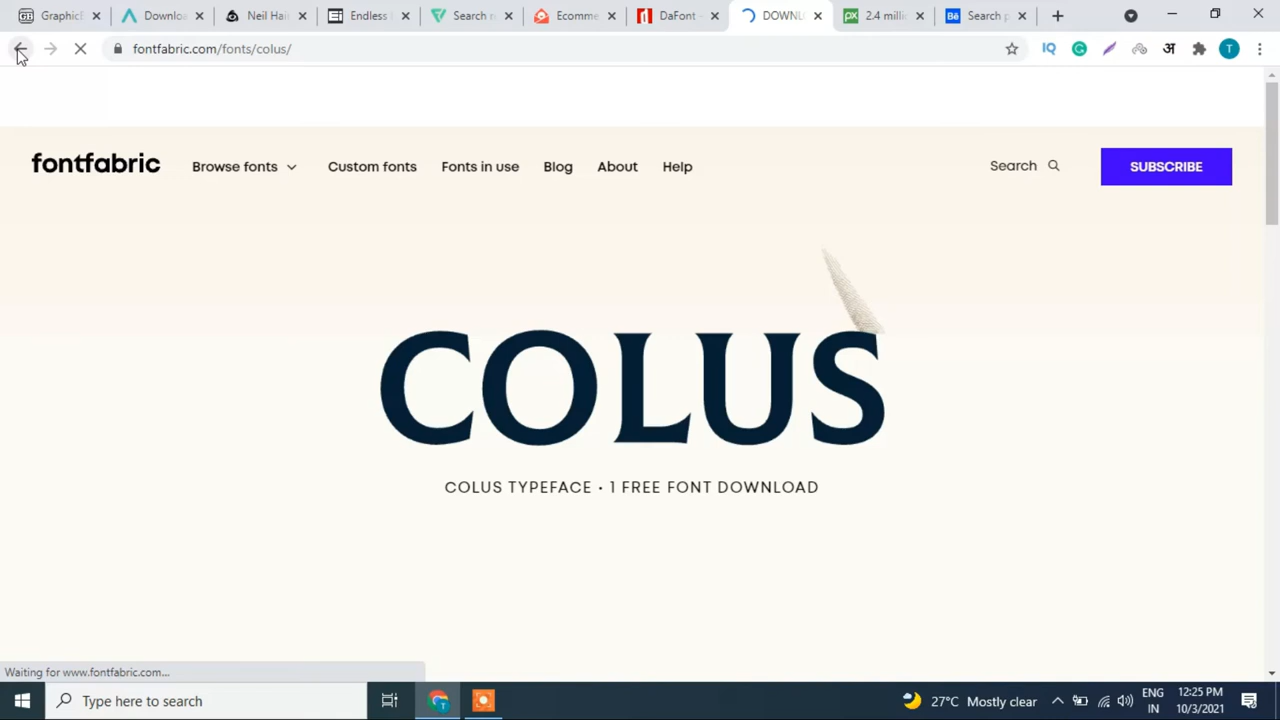 Graphic
Downloa
Neil Hai
Endless
Search
Ecomme
DaFont -
DOWNL
2.4 milli
Search p
fontfabric.com/fonts/colus/
fontfabric
Browse fonts
Custom fonts
Fonts in use
Blog
About
Help
Search
SUBSCRIBE
COLUS
COLUS TYPEFACE • 1 FREE FONT DOWNLOAD
Waiting for www.fontfabric.com...
Type here to search
27°C Mostly clear
ENG
IN
12:25 PM
10/3/2021